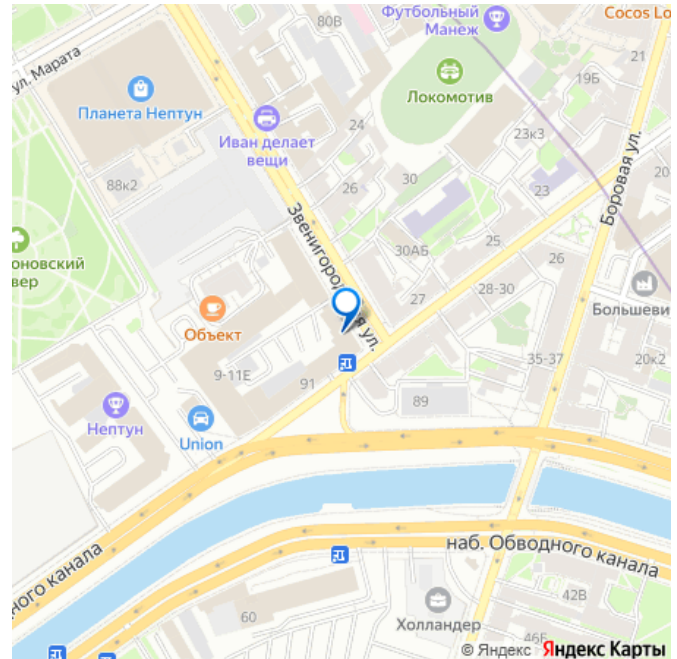 80В
Футбольный
Манеж
Cocos Lo
21
ул. Марата
Локомотив
19Б
Планета Нептун
Иван делает
вещи
24
23к3
Боровая ул.
88к2
26
30
23
20
оновский
вер
30АБ
25
26
27
28-30
Большеви
Объект
35-37
20к2
9-11Е
91
89
Нептун
Union
наб. Обводного канала
дного канала
60
Холландер
42В
46Б
© Яндекс Яндекс Карты